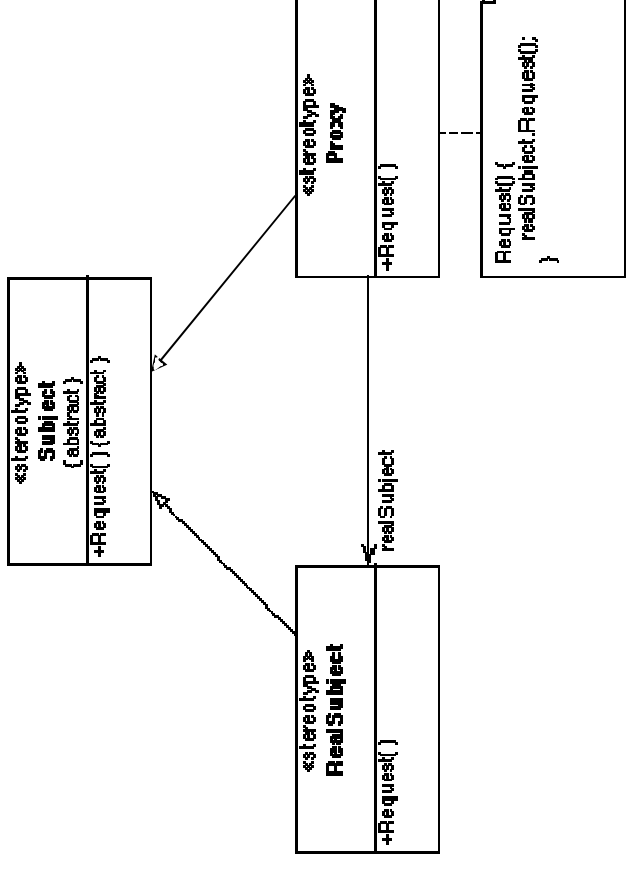 «stereotype»
Subject
{abstract}
+Request( ){abstract}
«stereotype»
RealSubject
+Request( )
realSubject
«stereotype»
Proxy
+Request( )
Request() {
realSubject.Request();
}